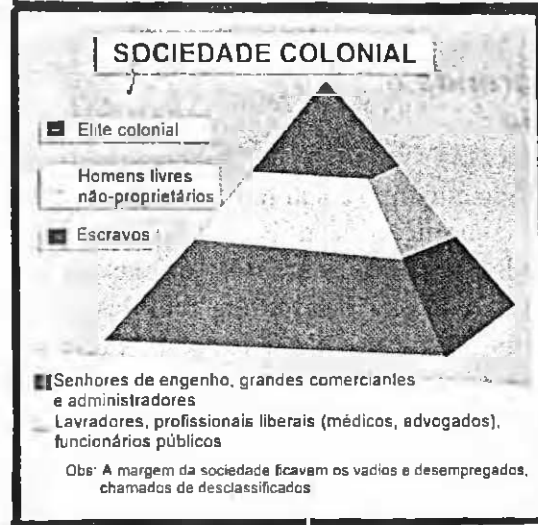 SOCIEDADE COLONIAL
Elite colonial
Homens livres
não-proprietários
Escravos
Senhores de engenho, grandes comerciantes
e administradores
Lavradores, profissionais liberais (médicos, advogados),
funcionários públicos
Obs: A margem da sociedade ficavam os vadios e desempregados,
chamados de desclassificados